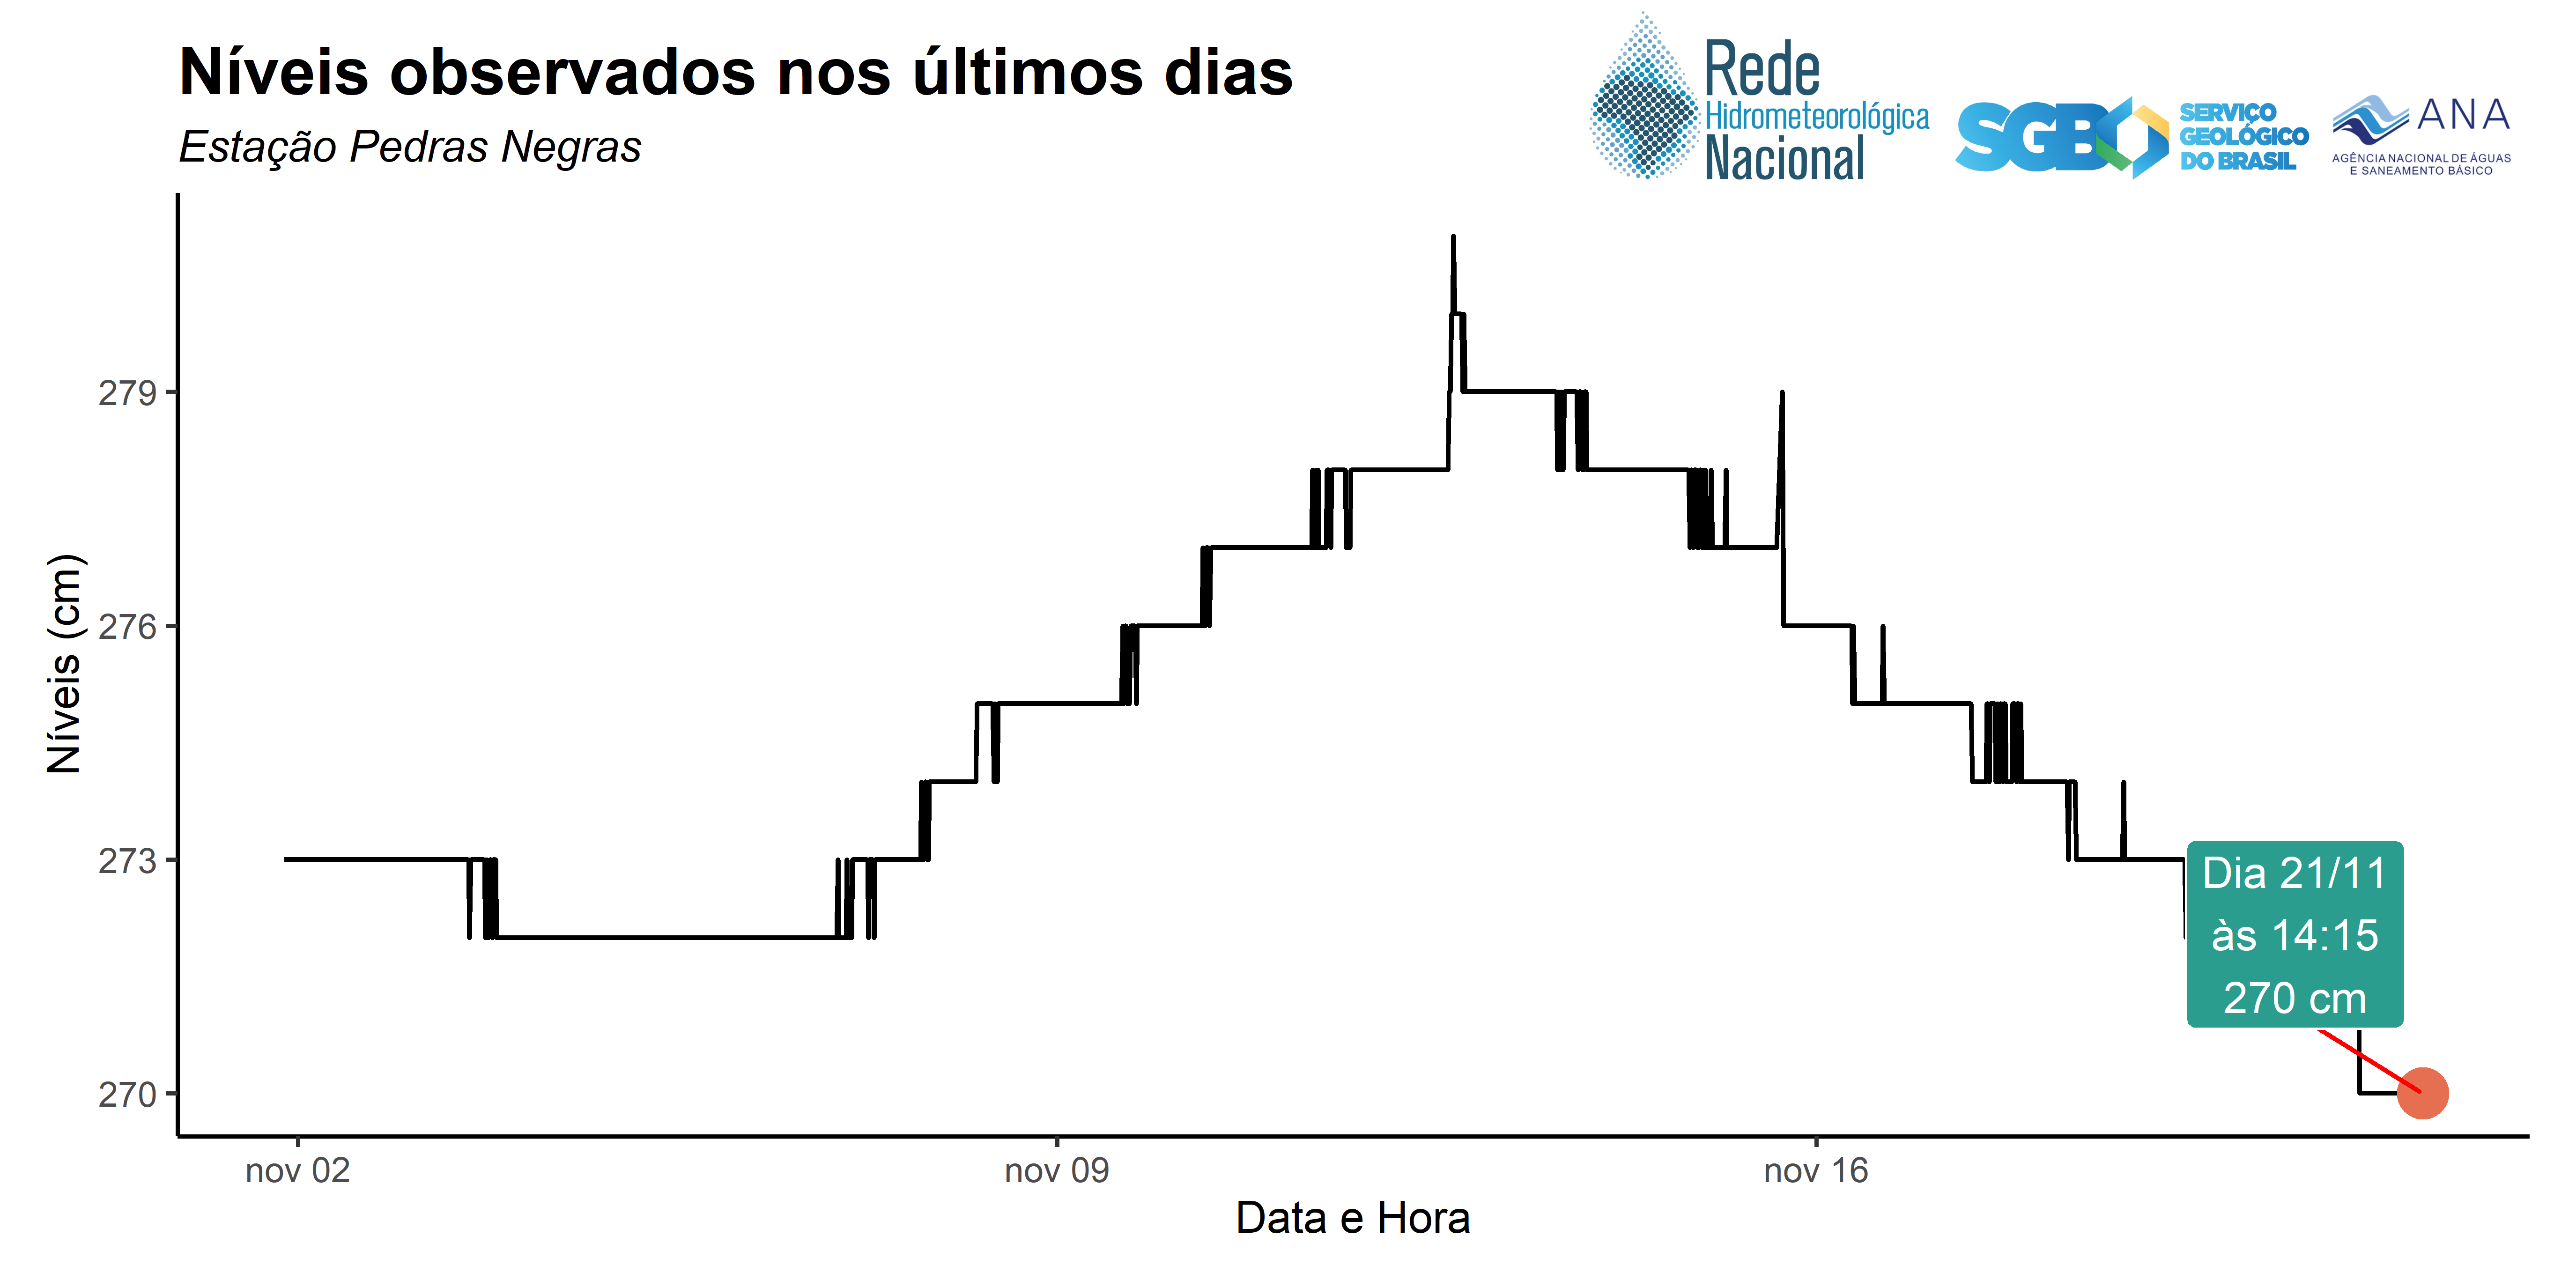 Níveis observados nos últimos dias
Estação Pedras Negras
Rede
Hidrometeorológica
Nacional
SGB
SERVIÇO
GEOLÓGICO
DO BRASIL
ANA
AGÊNCIA NACIONAL DE ÁGUAS
E SANEAMENTO BÁSICO
Níveis (cm)
279
276
273
270
Dia 21/11
às 14:15
270 cm
nov 02
nov 09
nov 16
Data e Hora